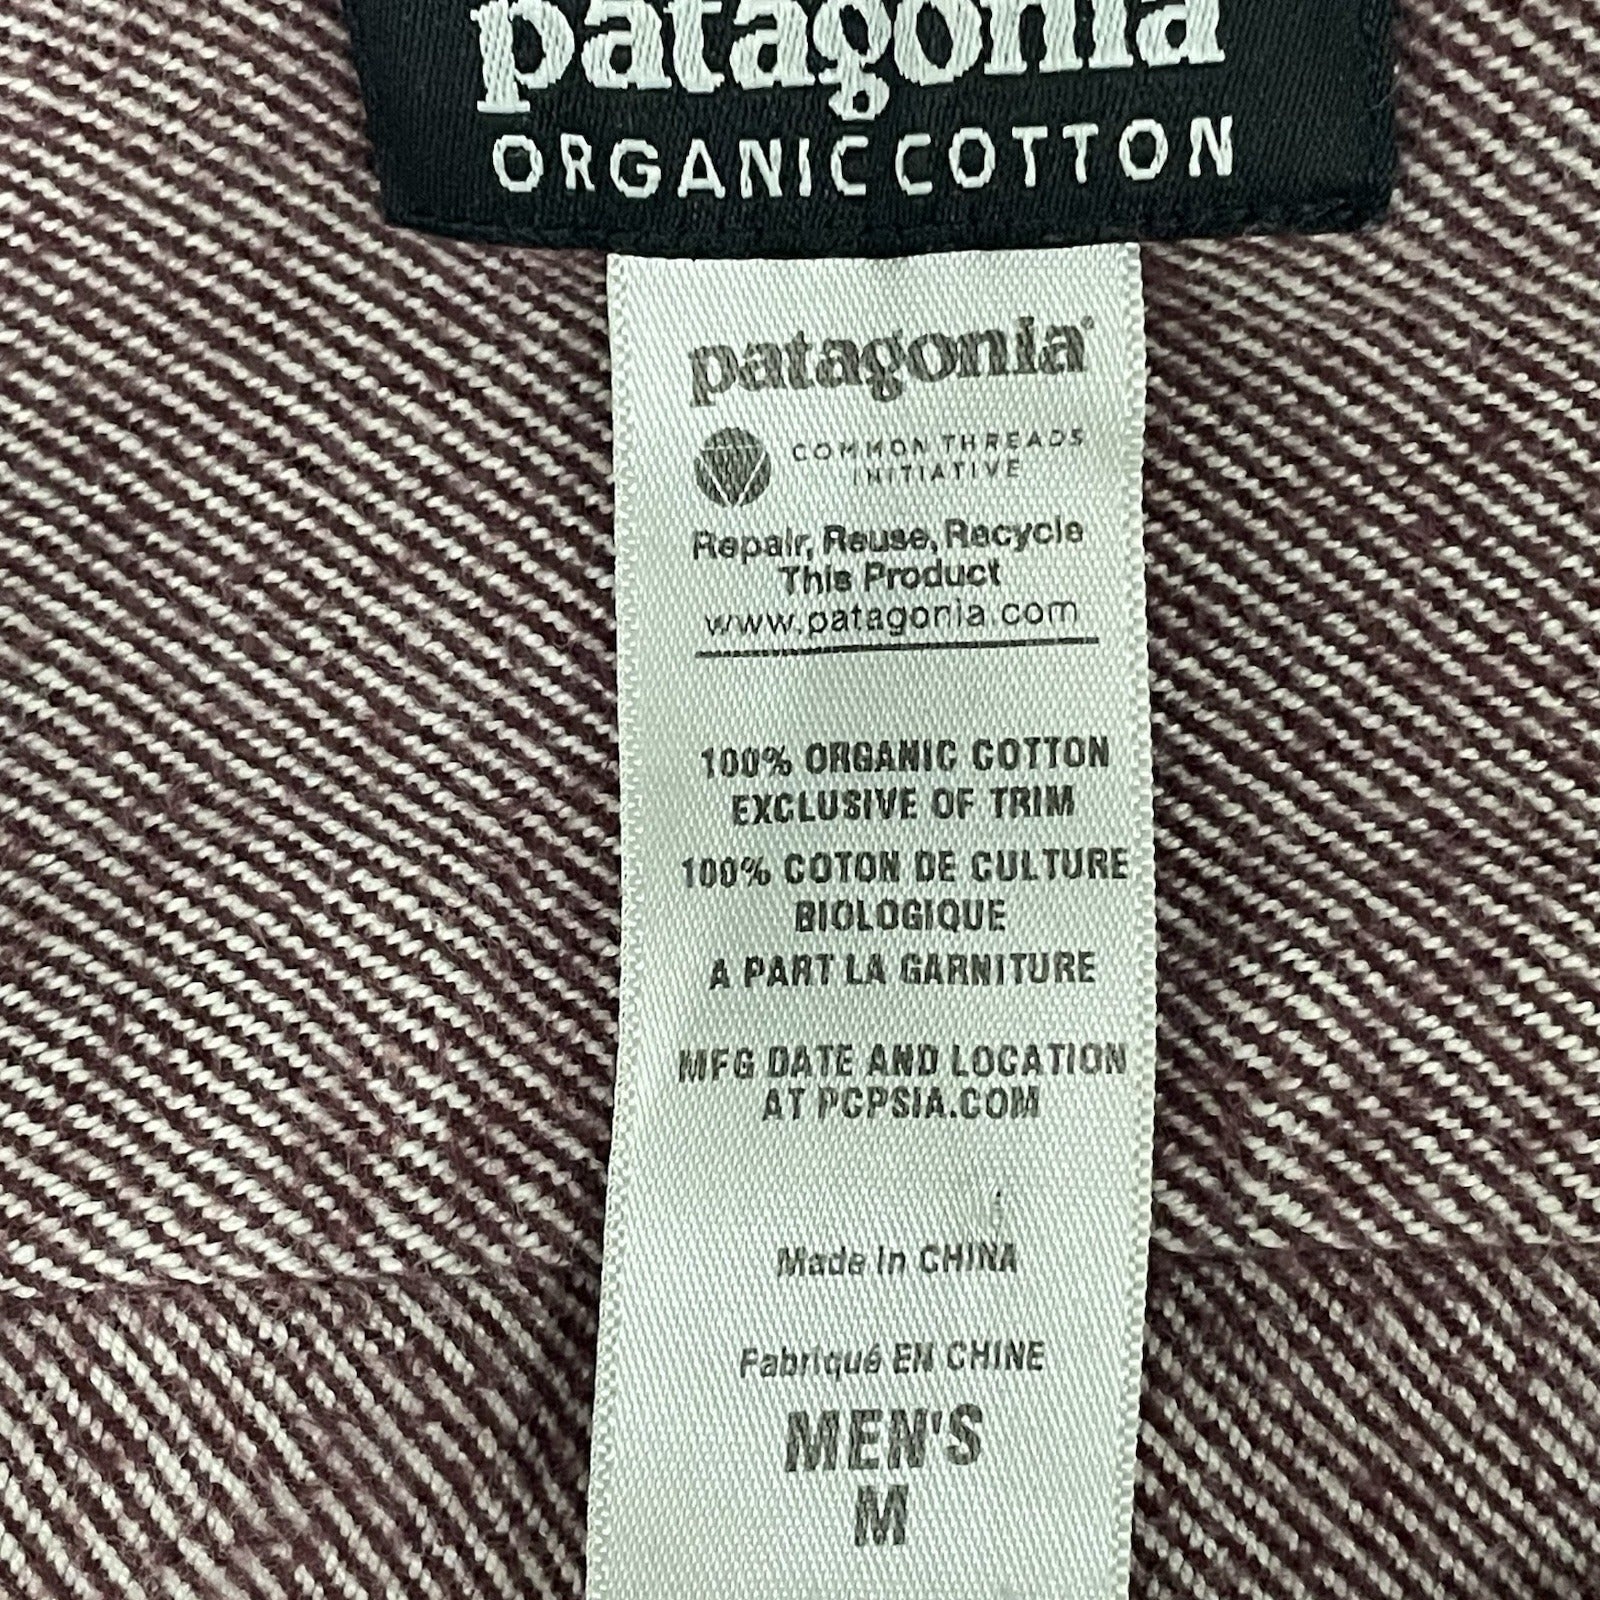 patagonia
ORGANIC COTTON
patagonia®
COMMON THREADS
INITIATIVE
Repair, Reuse, Recycle
This Product
www.patagonia.com
100% ORGANIC COTTON
EXCLUSIVE OF TRIM
100% COTON DE CULTURE
BIOLOGIQUE
A PART LA GARNITURE
MFG DATE AND LOCATION
AT PCPSIA.COM
Made in CHINA
Fabriqué EN CHINE
MEN'S
M